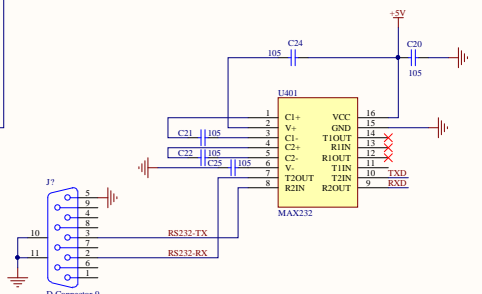 +5V
C24
105
C20
105
U401
1 C1+ VCC 16
2 V+ GND 15
3 C1- T1OUT 14
4 C2+ R1IN 13
5 C2- R1OUT 12
6 V- T1IN 11
7 T2OUT T2IN 10 TXD
8 R2IN R2OUT 9 RXD
MAX232
C21 105
C22 105
C25 105
J?
5
9
4
8
10 3 RS232-TX
7
11 2 RS232-RX
6
1
D Connector 9